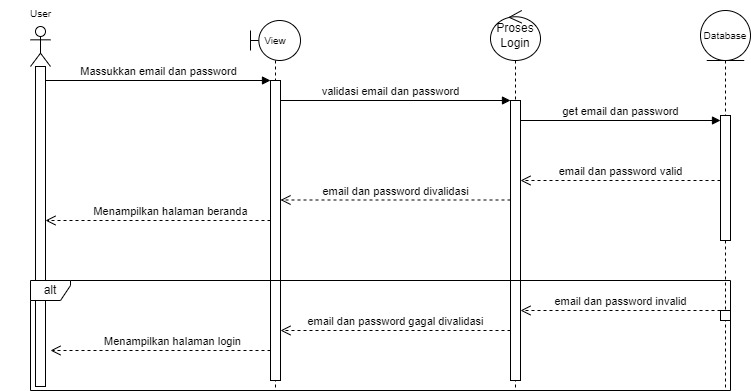 User
View
Proses
Login
Database
Massukkan email dan password
validasi email dan password
get email dan password
email dan password valid
email dan password divalidasi
Menampilkan halaman beranda
alt
email dan password invalid
email dan password gagal divalidasi
Menampilkan halaman login